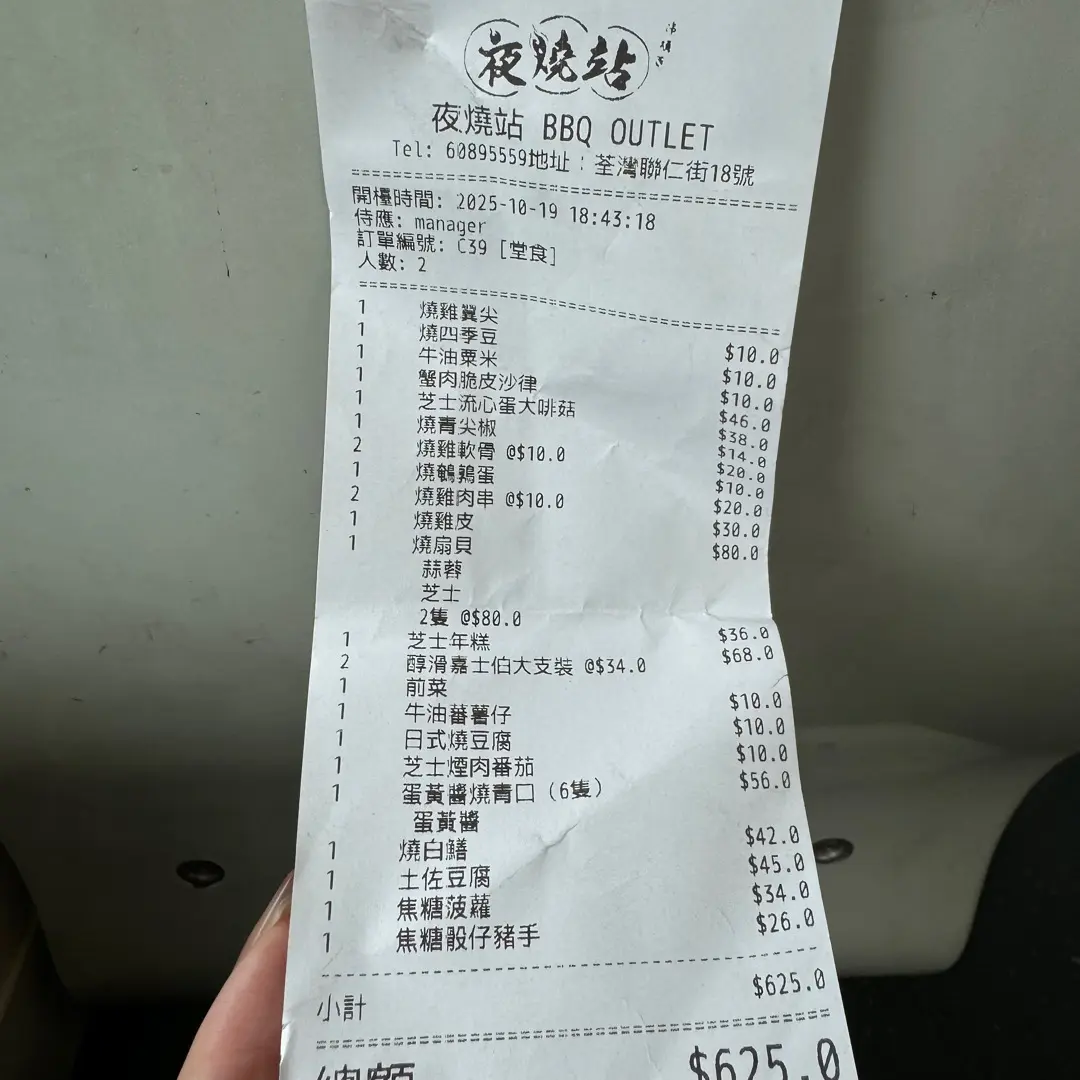 夜燒站
夜燒站 BBQ OUTLET
Tel: 60895559地址：荃灣聯仁街18號
開檯時間: 2025-10-19 18:43:18
侍應: manager
訂單編號: C39 [堂食]
人數: 2
1 燒雞翼尖 $10.0
1 燒四季豆 $10.0
1 牛油粟米 $10.0
1 蟹肉脆皮沙律 $46.0
1 芝士流心蛋大啡菇 $38.0
1 燒青尖椒 $14.0
2 燒雞軟骨 @$10.0 $20.0
1 燒鵪鶉蛋 $10.0
2 燒雞肉串 @$10.0 $20.0
1 燒雞皮 $30.0
1 燒扇貝 $80.0
蒜蓉
芝士
2隻 @$80.0
1 芝士年糕 $36.0
2 醇滑嘉士伯大支裝 @$34.0 $68.0
1 前菜
1 牛油蕃薯仔 $10.0
1 日式燒豆腐 $10.0
1 芝士煙肉番茄 $10.0
1 蛋黃醬燒青口（6隻） $56.0
蛋黃醬
1 燒白鱔 $42.0
1 土佐豆腐 $45.0
1 焦糖菠蘿 $34.0
1 焦糖骰仔豬手 $26.0
小計 $625.0
總額 $625.0